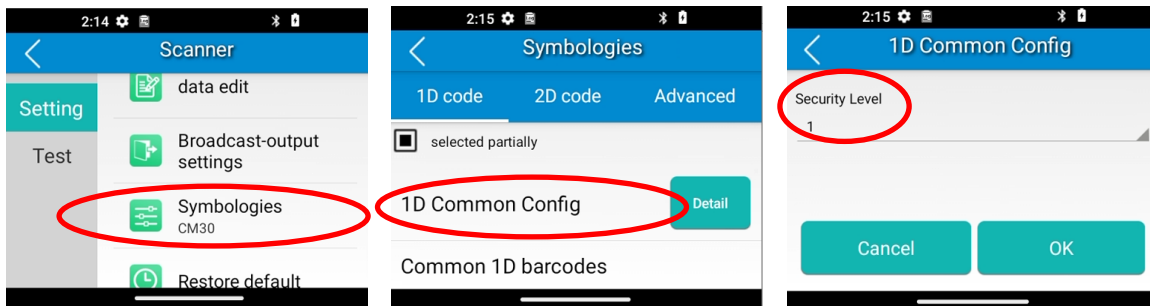 2:14
Scanner
Setting
Test
data edit
Broadcast-output
settings
Symbologies
CM30
Restore default
2:15
Symbologies
1D code
2D code
Advanced
selected partially
1D Common Config
Detail
Common 1D barcodes
2:15
1D Common Config
Security Level
1
Cancel
OK